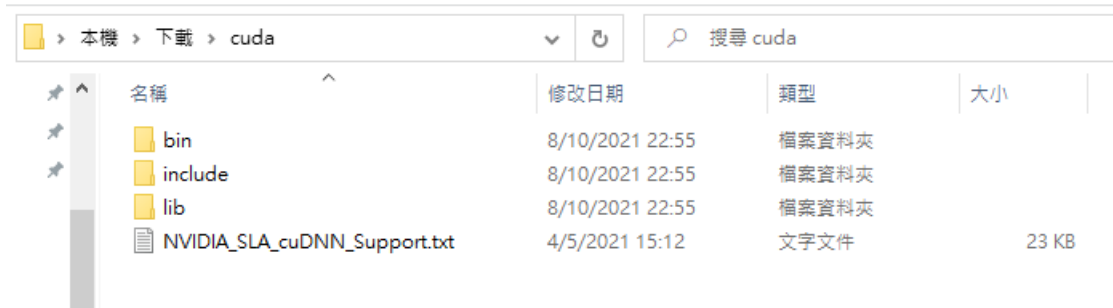 本機 › 下載 › cuda 搜尋 cuda
名稱 修改日期 類型 大小
bin 8/10/2021 22:55 檔案資料夾
include 8/10/2021 22:55 檔案資料夾
lib 8/10/2021 22:55 檔案資料夾
NVIDIA_SLA_cuDNN_Support.txt 4/5/2021 15:12 文字文件 23 KB